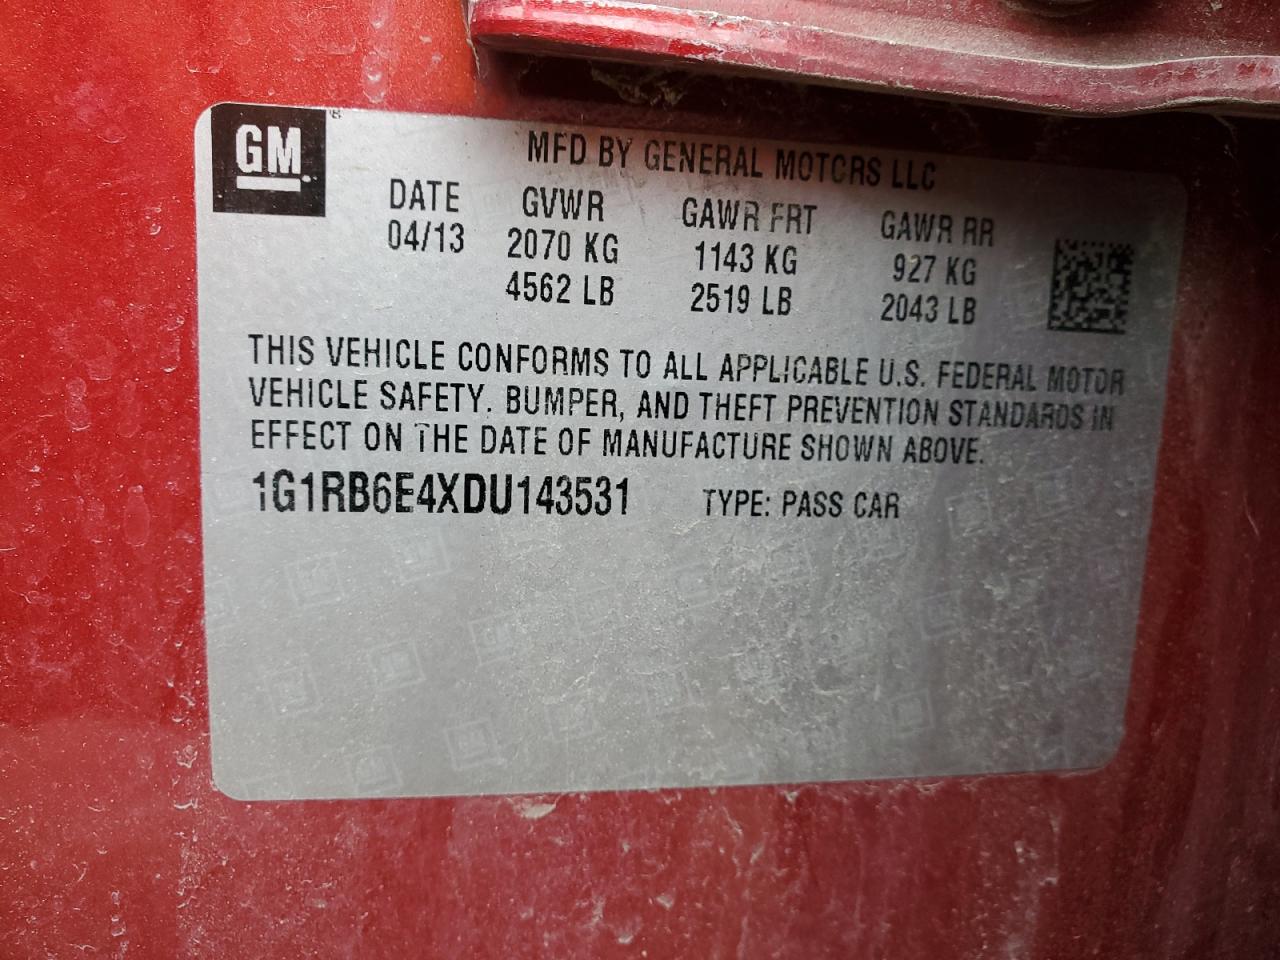 GM
MFD BY GENERAL MOTORS LLC
DATE GVWR GAWR FRT GAWR RR
04/13 2070 KG 1143 KG 927 KG
4562 LB 2519 LB 2043 LB
THIS VEHICLE CONFORMS TO ALL APPLICABLE U.S. FEDERAL MOTOR
VEHICLE SAFETY. BUMPER, AND THEFT PREVENTION STANDARDS IN
EFFECT ON THE DATE OF MANUFACTURE SHOWN ABOVE.
1G1RB6E4XDU143531 TYPE: PASS CAR